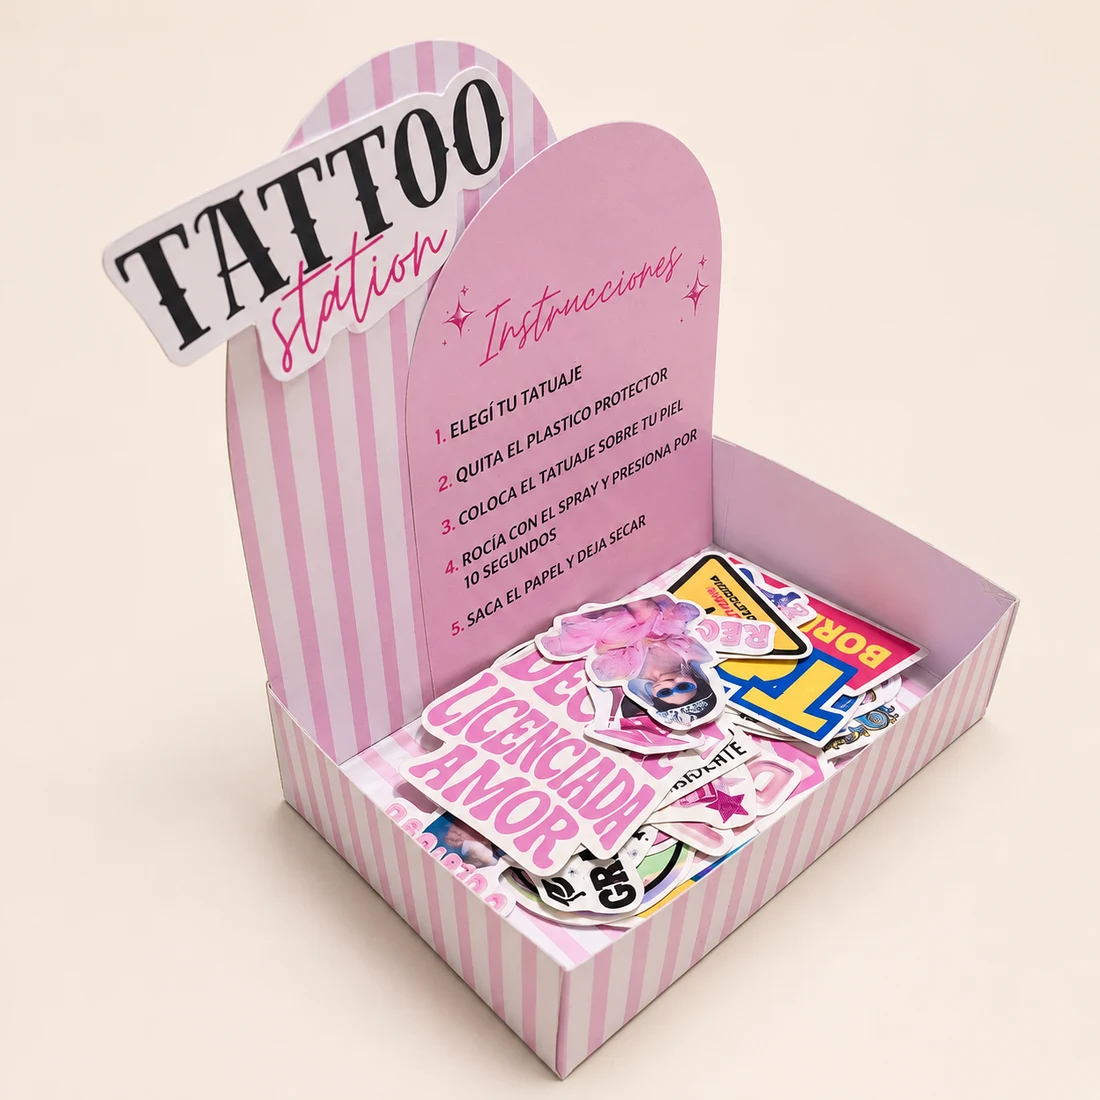 TATTOO
station
Instrucciones
1. ELEGÍ TU TATUAJE
2. QUITA EL PLASTICO PROTECTOR
3. COLOCA EL TATUAJE SOBRE TU PIEL
4. ROCÍA CON EL SPRAY Y PRESIONA POR
10 SEGUNDOS
5. SACA EL PAPEL Y DEJA SECAR
LICENCIADA
AMOR